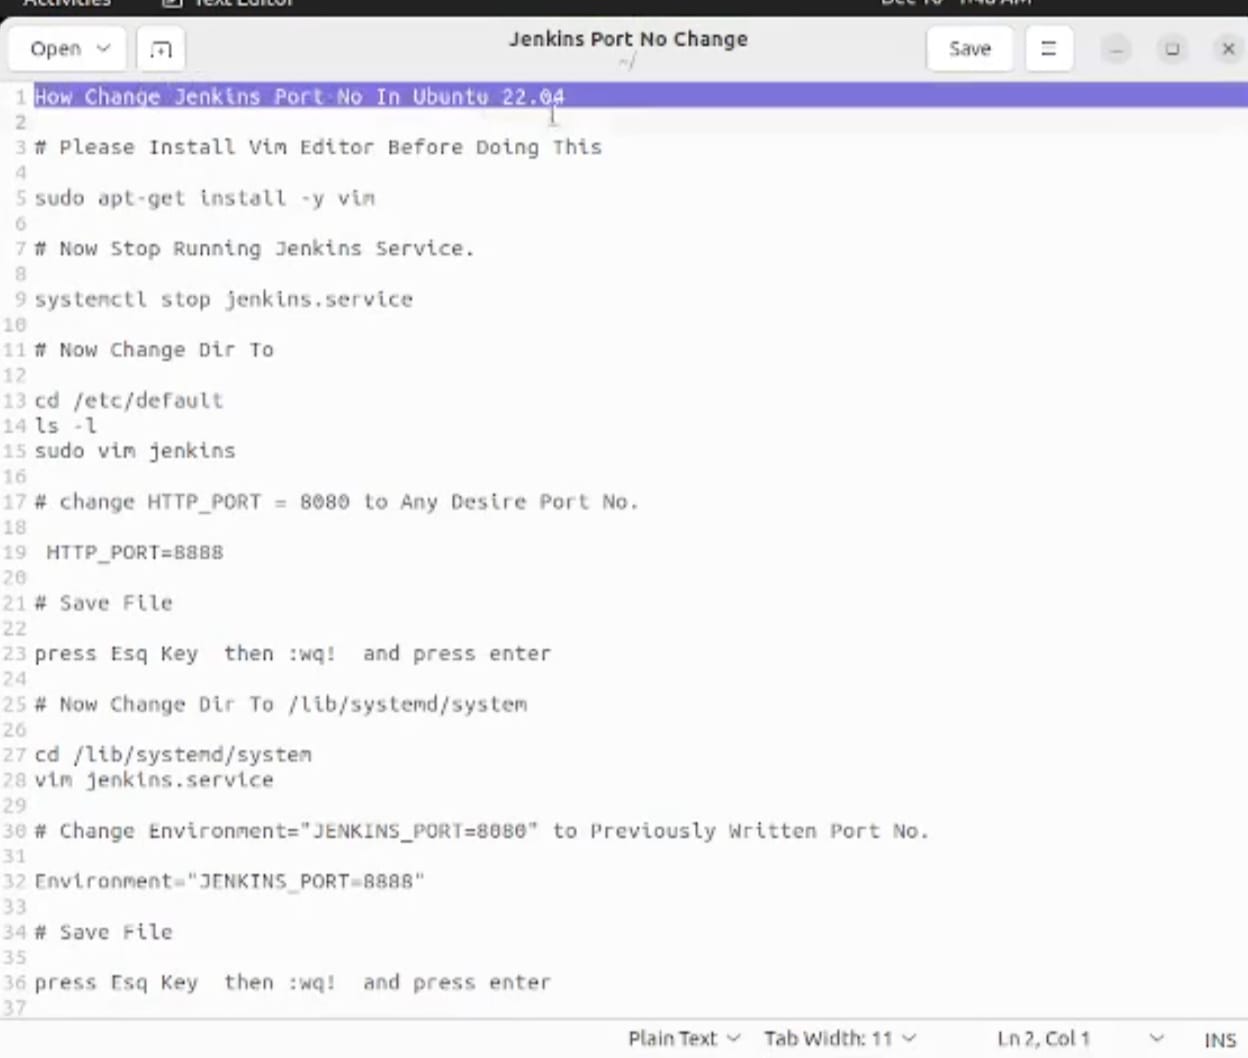 Activities Text Editor
Open Jenkins Port No Change Save
~/
1 How Change Jenkins Port No In Ubuntu 22.04
2
3 # Please Install Vim Editor Before Doing This
4
5 sudo apt-get install -y vim
6
7 # Now Stop Running Jenkins Service.
8
9 systemctl stop jenkins.service
10
11 # Now Change Dir To
12
13 cd /etc/default
14 ls -l
15 sudo vim jenkins
16
17 # change HTTP_PORT = 8080 to Any Desire Port No.
18
19 HTTP_PORT=8888
20
21 # Save File
22
23 press Esq Key then :wq! and press enter
24
25 # Now Change Dir To /lib/systemd/system
26
27 cd /lib/systemd/system
28 vim jenkins.service
29
30 # Change Environment="JENKINS_PORT=8080" to Previously Written Port No.
31
32 Environment="JENKINS_PORT=8888"
33
34 # Save File
35
36 press Esq Key then :wq! and press enter
37
Plain Text Tab Width: 11 Ln 2, Col 1 INS